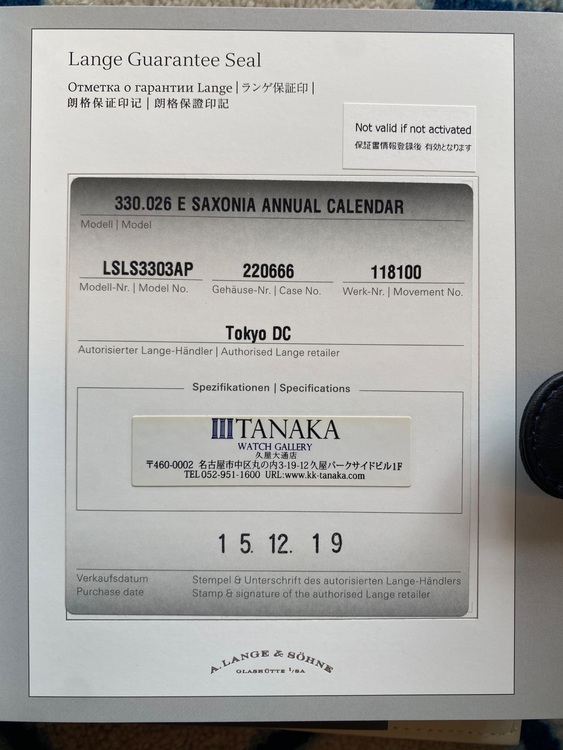 Lange Guarantee Seal
Отметка о гарантии Lange | ランゲ保証印 |
朗格保证印记 | 朗格保證印記
Not valid if not activated
保証書情報登録後 有効となります
330.026 E SAXONIA ANNUAL CALENDAR
Modell | Model
LSLS3303AP 220666 118100
Modell-Nr. | Model No. Gehäuse-Nr. | Case No. Werk-Nr. | Movement No.
Tokyo DC
Autorisierter Lange-Händler | Authorised Lange retailer
Spezifikationen | Specifications
TANAKA
WATCH GALLERY
久屋大通店
〒460-0002 名古屋市中区丸の内3-19-12久屋パークサイドビル1F
TEL 052-951-1600 URL:www.kk-tanaka.com
15. 12. 19
Verkaufsdatum Stempel & Unterschrift des autorisierten Lange-Händlers
Purchase date Stamp & signature of the authorised Lange retailer
A. LANGE & SÖHNE
GLASHÜTTE I/SA